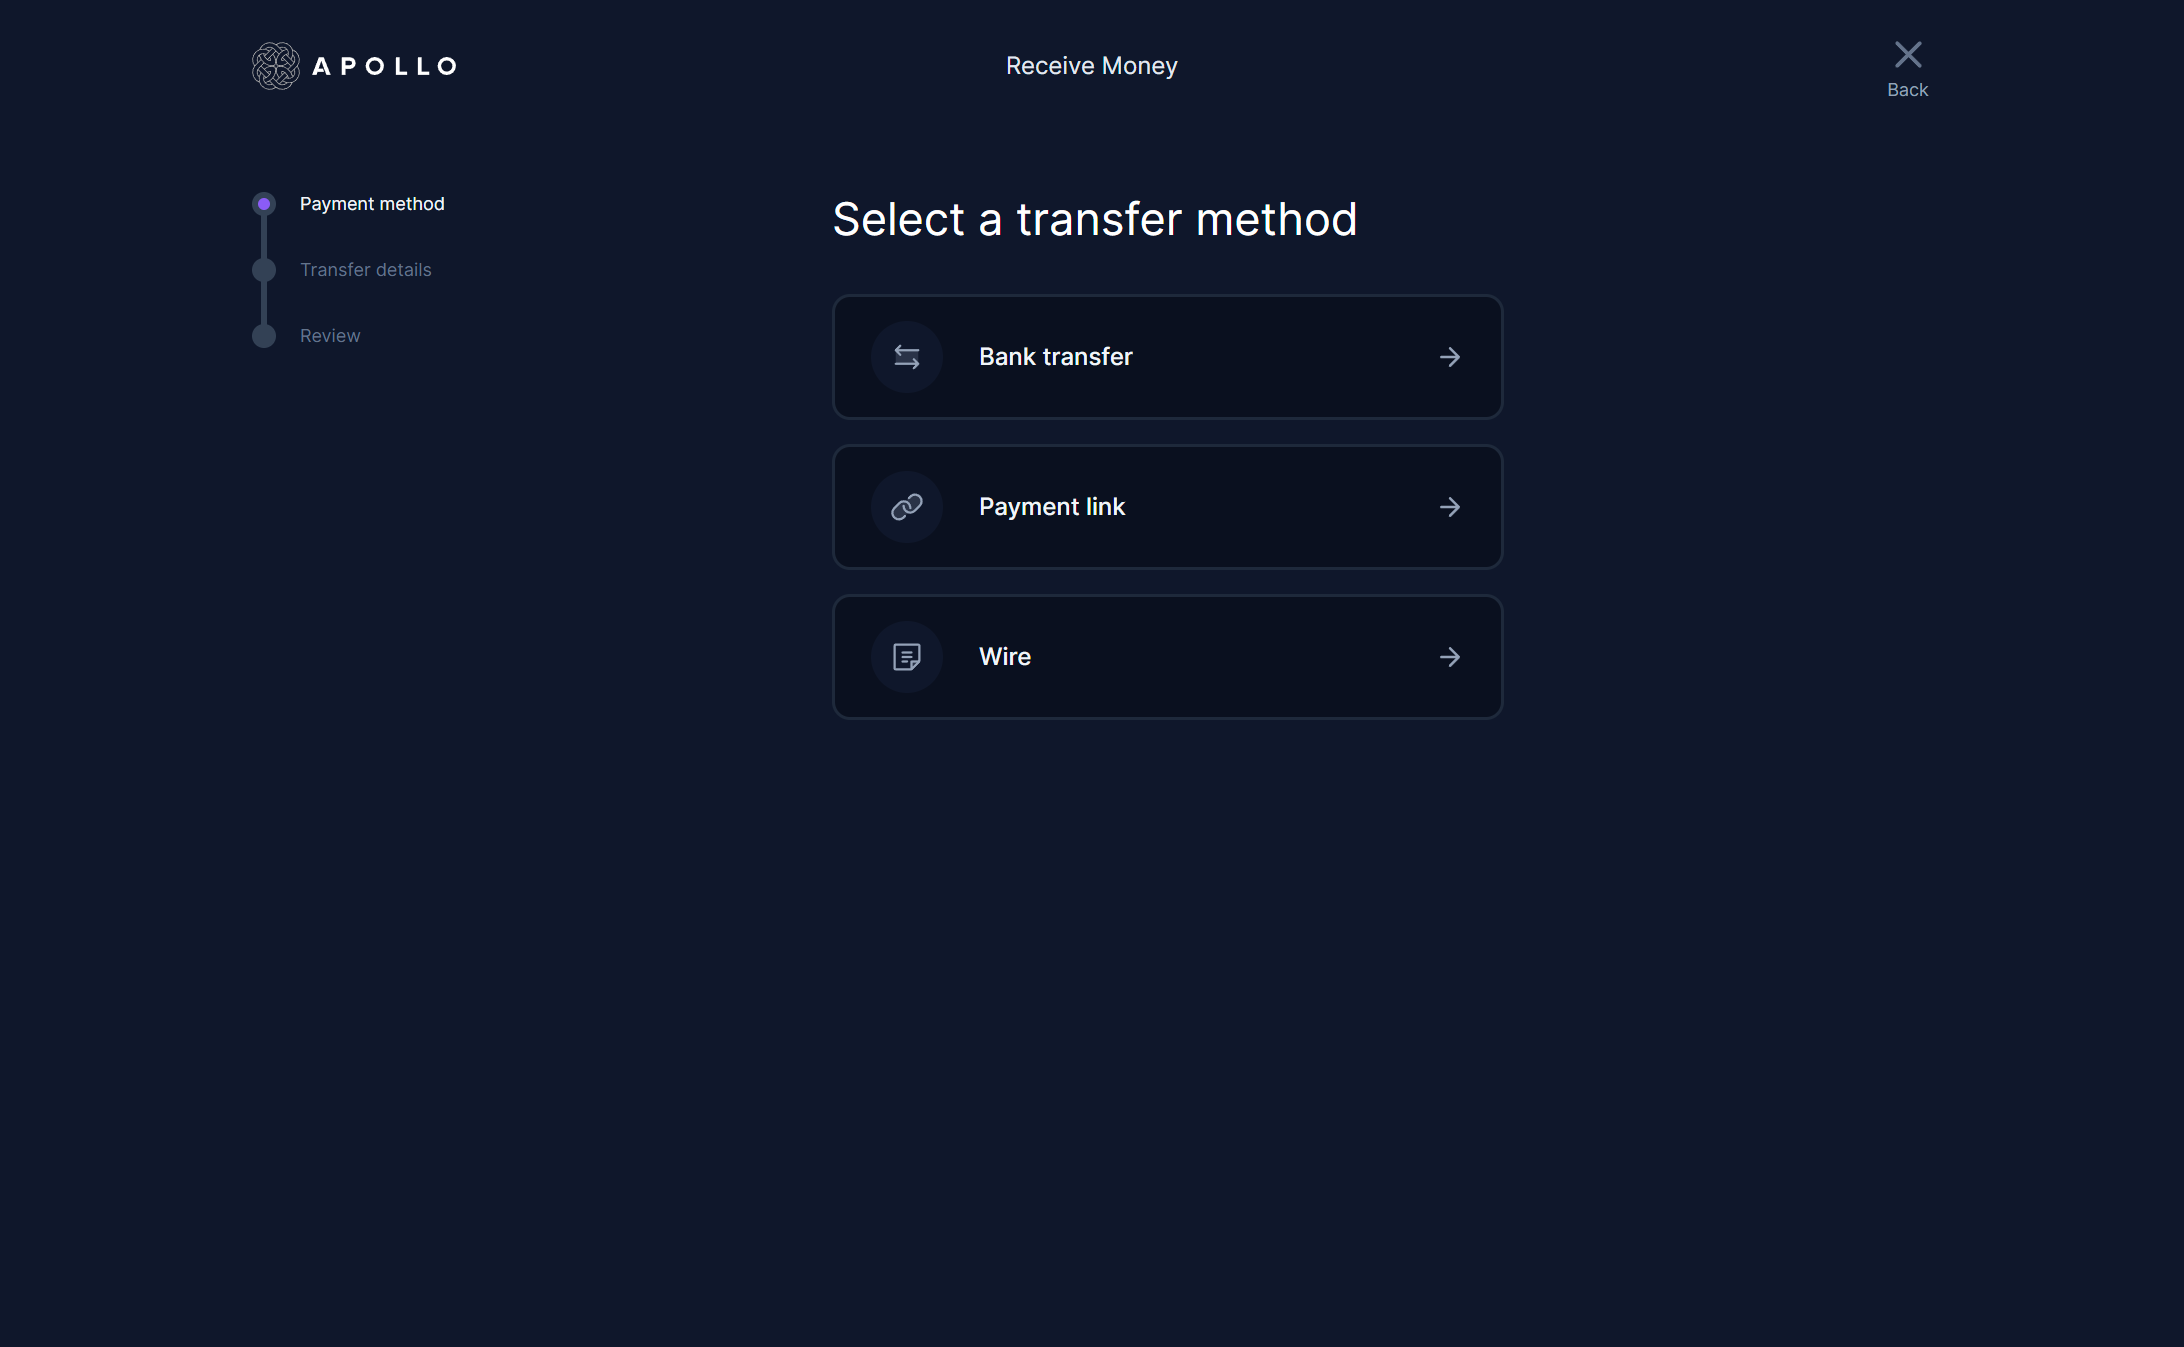 APOLLO
Receive Money
Back
Payment method
Transfer details
Review
Select a transfer method
Bank transfer
Payment link
Wire